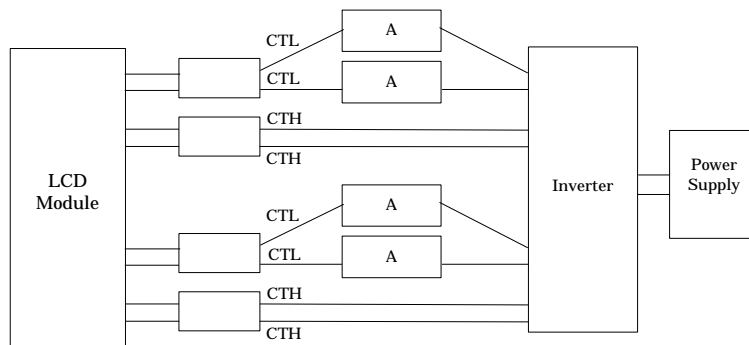 CTL
A
CTL
A
CTH
CTH
LCD
Module
Inverter
Power
Supply
CTL
A
CTL
A
CTH
CTH